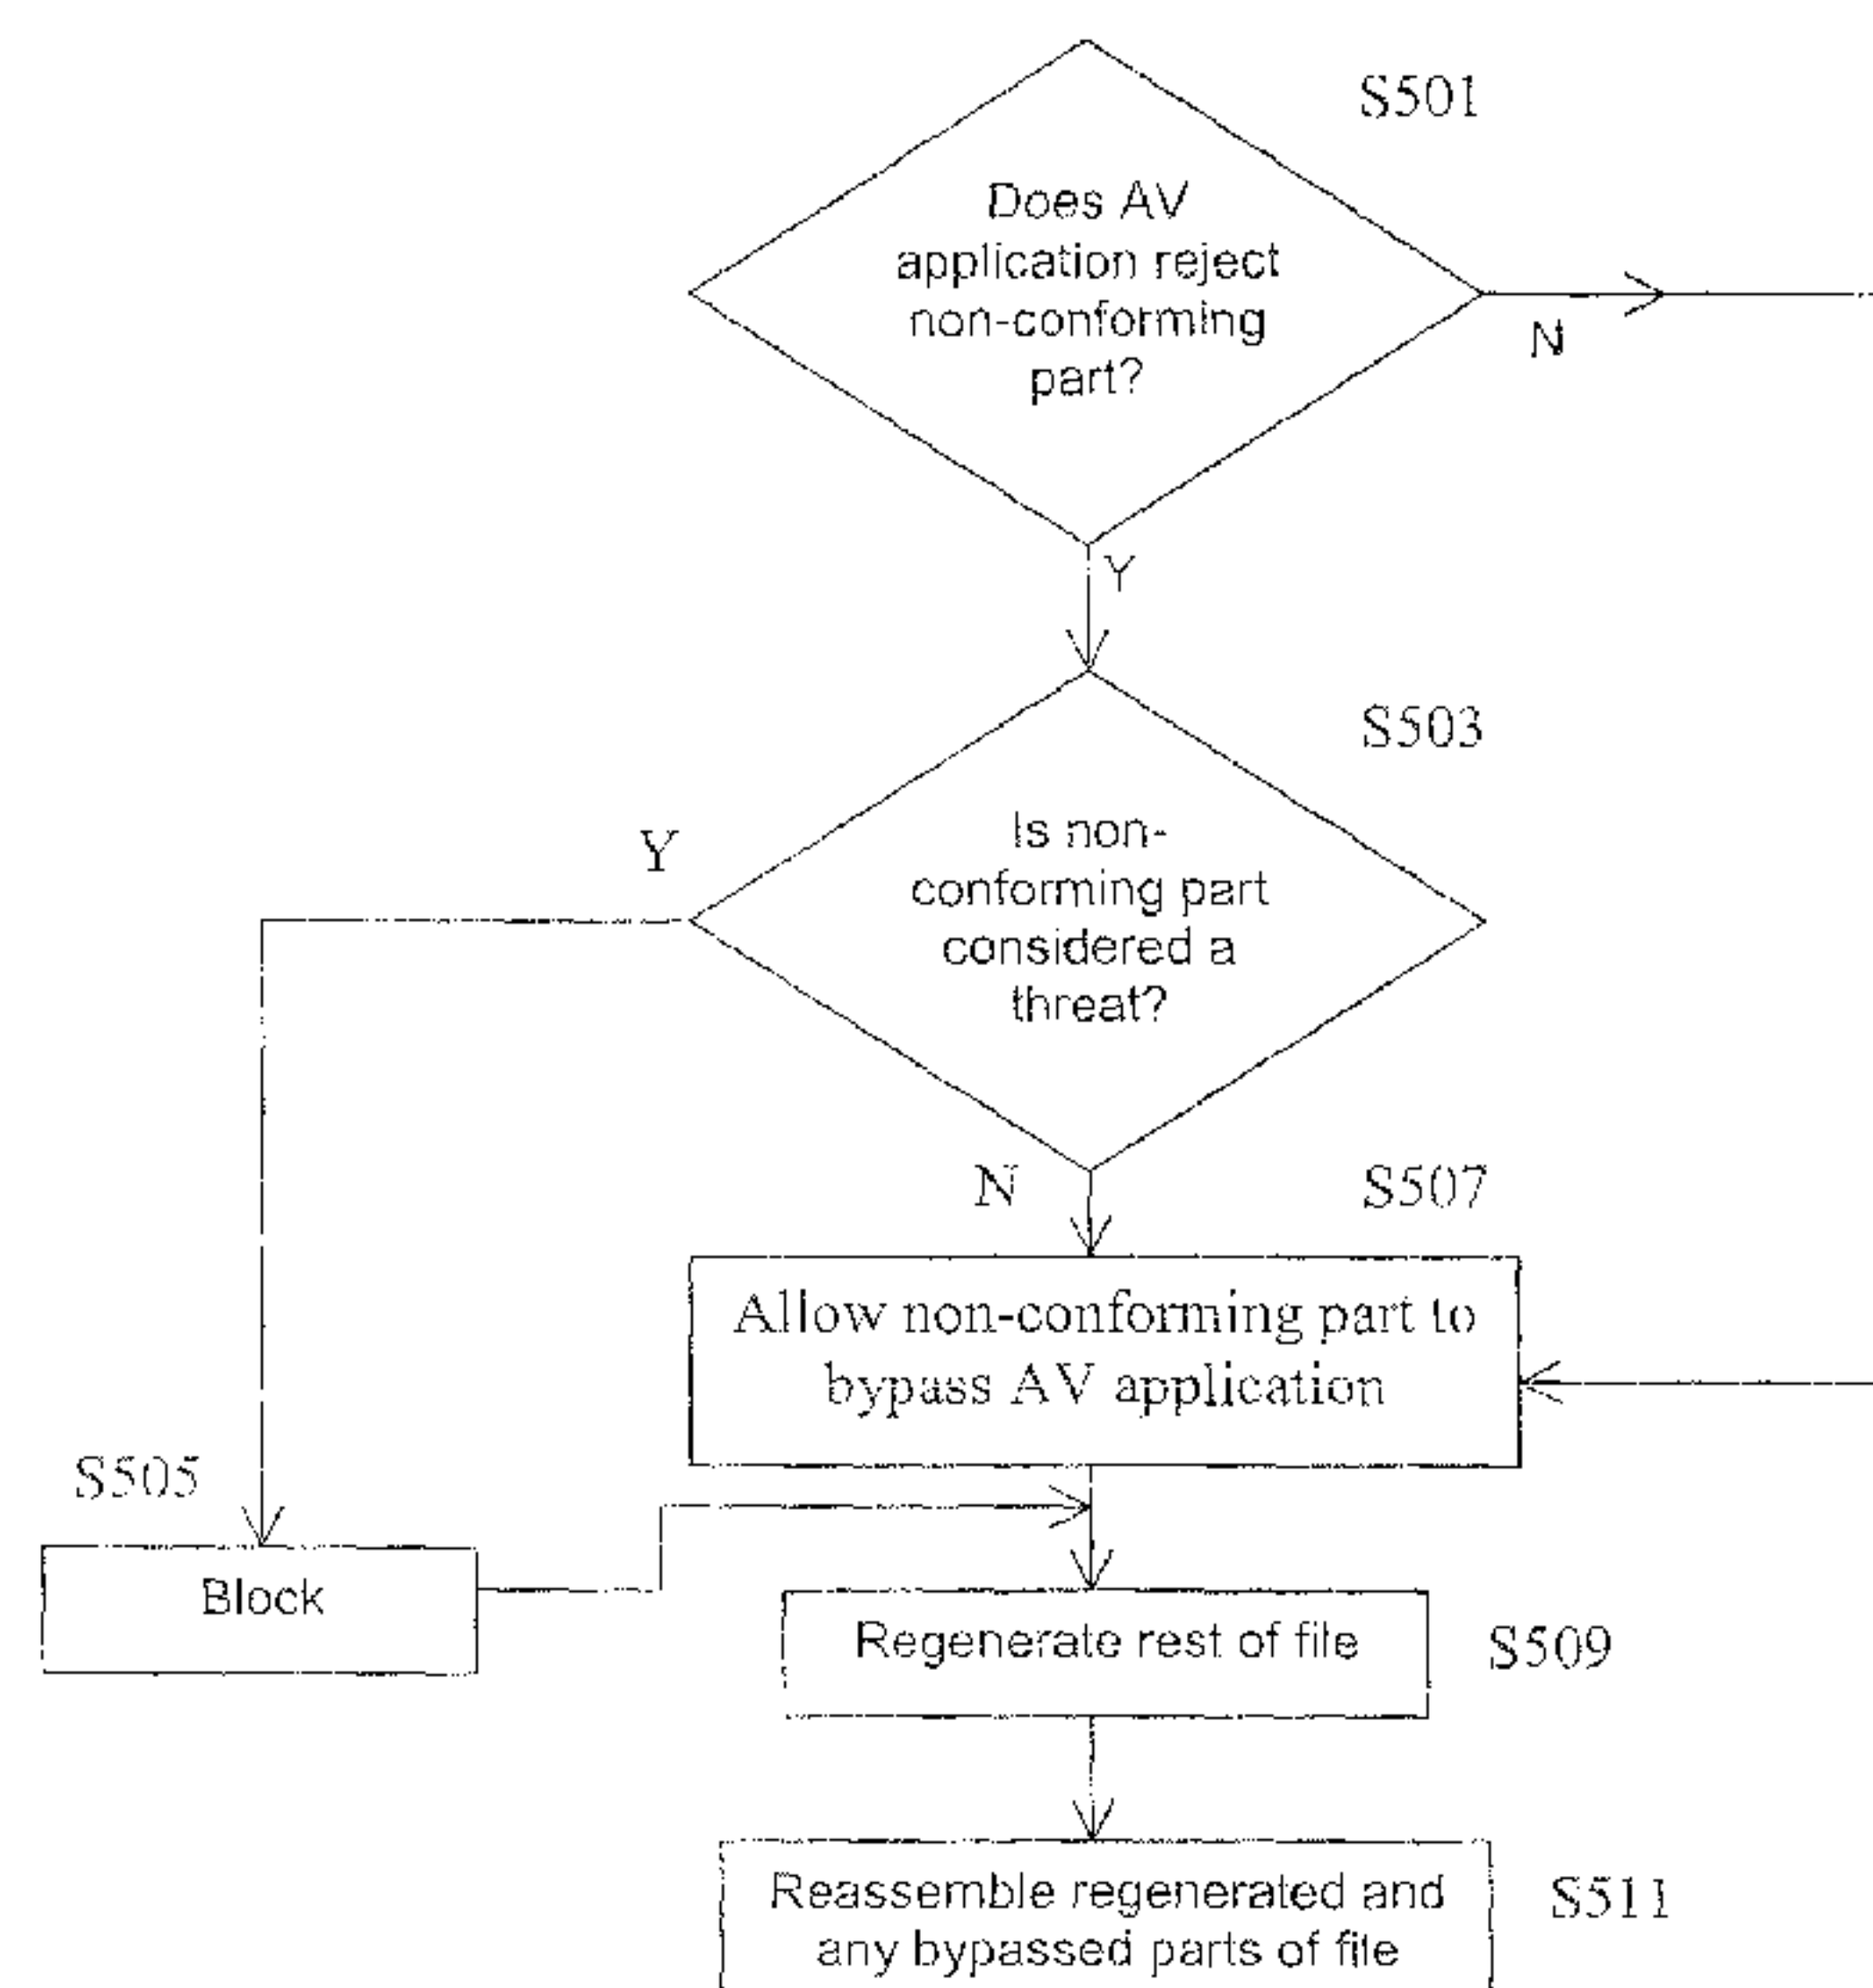 S501
Does AV
application reject
non-conforming
part?
N
Y
S503
Is non-
conforming part
considered a
threat?
Y
N
S507
Allow non-conforming part to
bypass AV application
S505
Block
Regenerate rest of file
S509
Reassemble regenerated and
any bypassed parts of file
S511